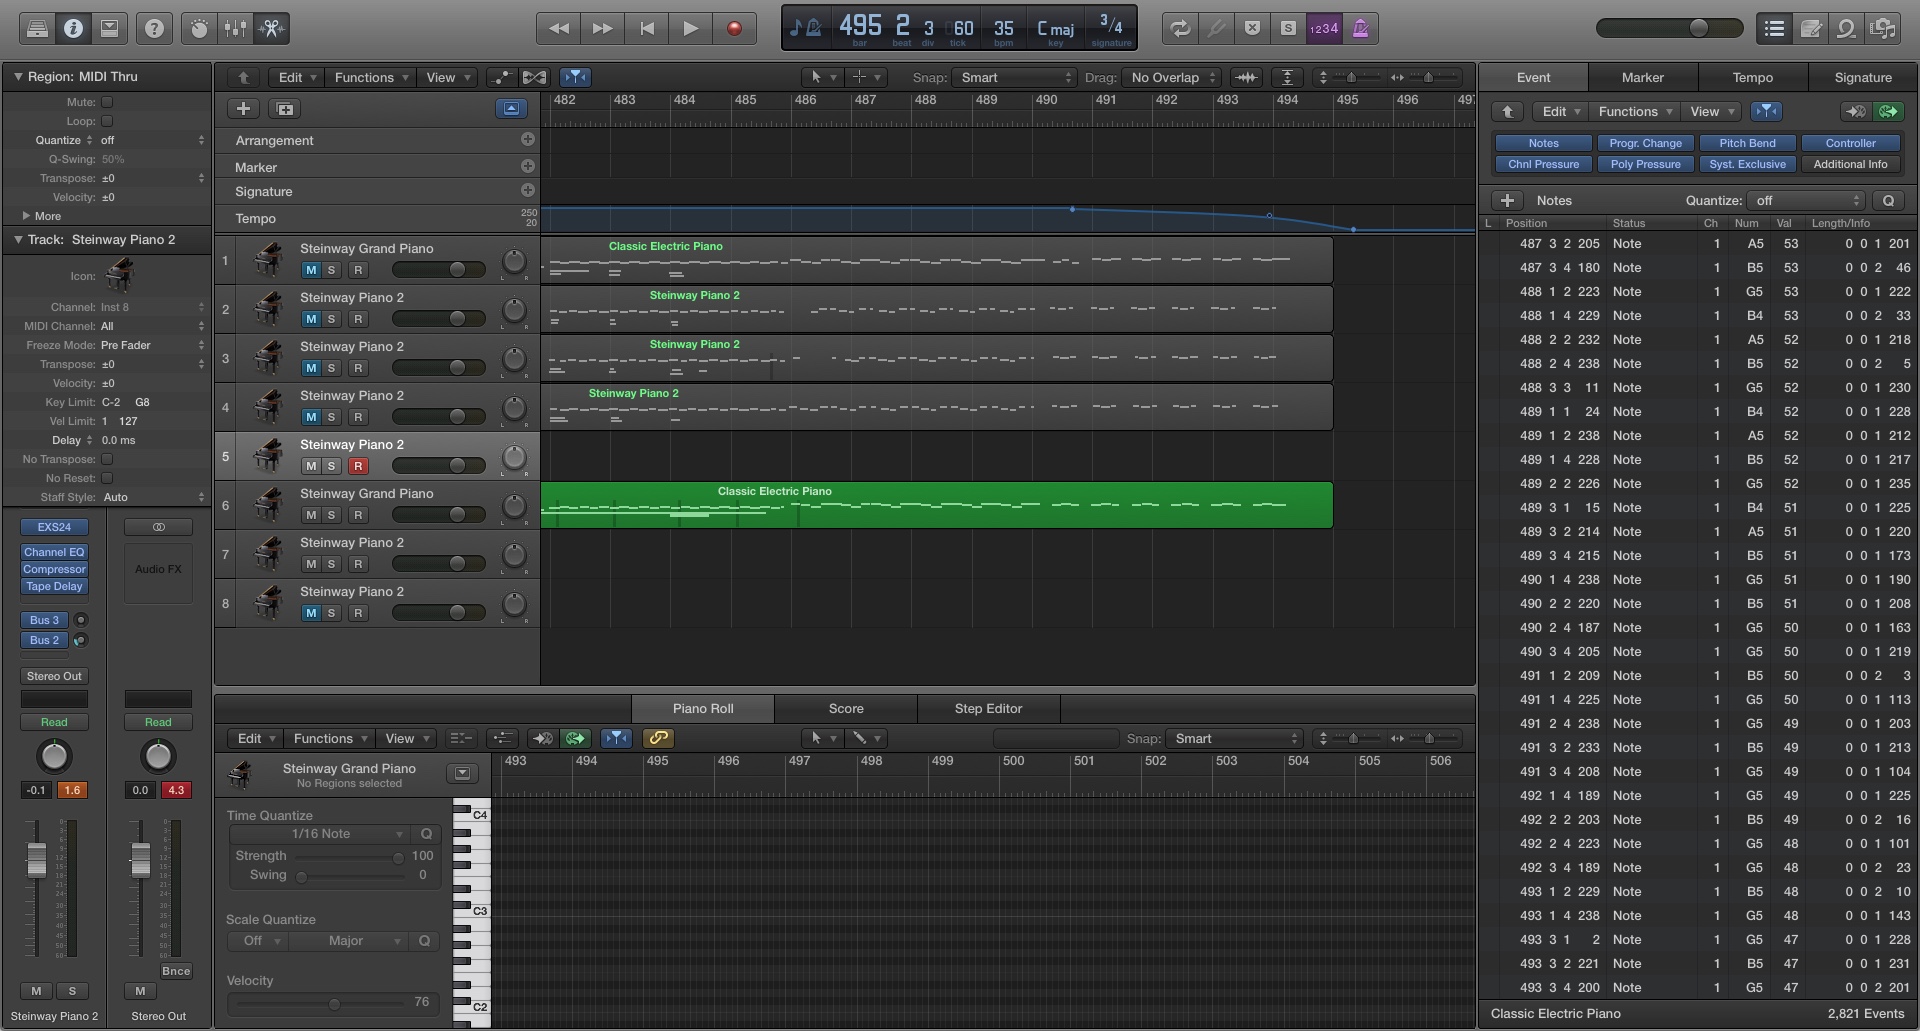 495 2 3 60 35 C maj 3/4
bar beat div tick bpm key signature
S 1234
Region: MIDI Thru
Mute:
Loop:
Quantize off
Q-Swing: 50%
Transpose: ±0
Velocity: ±0
More
Track: Steinway Piano 2
Icon:
Channel: Inst 8
MIDI Channel: All
Freeze Mode: Pre Fader
Transpose: ±0
Velocity: ±0
Key Limit: C-2 G8
Vel Limit: 1 127
Delay 0.0 ms
No Transpose:
No Reset:
Staff Style: Auto
EXS24
Channel EQ
Compressor
Tape Delay
Audio FX
Bus 3
Bus 2
Stereo Out
Read Read
-0.1 1.6 0.0 4.3
Bnce
M S M
Steinway Piano 2 Stereo Out
Edit Functions View Snap: Smart Drag: No Overlap
482 483 484 485 486 487 488 489 490 491 492 493 494 495 496 497
Arrangement
Marker
Signature
Tempo 250 20
1 Steinway Grand Piano M S R Classic Electric Piano
2 Steinway Piano 2 M S R Steinway Piano 2
3 Steinway Piano 2 M S R Steinway Piano 2
4 Steinway Piano 2 M S R Steinway Piano 2
5 Steinway Piano 2 M S R
6 Steinway Grand Piano M S R Classic Electric Piano
7 Steinway Piano 2 M S R
8 Steinway Piano 2 M S R
Piano Roll Score Step Editor
Edit Functions View Snap: Smart
Steinway Grand Piano
No Regions selected
493 494 495 496 497 498 499 500 501 502 503 504 505 506
Time Quantize
1/16 Note Q
Strength 100
Swing 0
Scale Quantize
Off Major Q
Velocity
76
C4
C3
C2
Event Marker Tempo Signature
Edit Functions View
Notes Progr. Change Pitch Bend Controller
Chnl Pressure Poly Pressure Syst. Exclusive Additional Info
Notes Quantize: off Q
L Position Status Ch Num Val Length/Info
487 3 2 205 Note 1 A5 53 0 0 1 201
487 3 4 180 Note 1 B5 53 0 0 2 46
488 1 2 223 Note 1 G5 53 0 0 1 222
488 1 4 229 Note 1 B4 53 0 0 2 33
488 2 2 232 Note 1 A5 52 0 0 1 218
488 2 4 238 Note 1 B5 52 0 0 2 5
488 3 3 11 Note 1 G5 52 0 0 1 230
489 1 1 24 Note 1 B4 52 0 0 1 228
489 1 2 238 Note 1 A5 52 0 0 1 212
489 1 4 228 Note 1 B5 52 0 0 1 217
489 2 2 226 Note 1 G5 52 0 0 1 235
489 3 1 15 Note 1 B4 51 0 0 1 225
489 3 2 214 Note 1 A5 51 0 0 1 220
489 3 4 215 Note 1 B5 51 0 0 1 173
490 1 4 238 Note 1 G5 51 0 0 1 190
490 2 2 220 Note 1 B5 51 0 0 1 208
490 2 4 187 Note 1 G5 50 0 0 1 163
490 3 4 205 Note 1 G5 50 0 0 1 219
491 1 2 209 Note 1 B5 50 0 0 2 3
491 1 4 225 Note 1 G5 50 0 0 1 113
491 2 4 238 Note 1 G5 49 0 0 1 203
491 3 2 233 Note 1 B5 49 0 0 1 213
491 3 4 208 Note 1 G5 49 0 0 1 104
492 1 4 189 Note 1 G5 49 0 0 1 225
492 2 2 203 Note 1 B5 49 0 0 2 16
492 2 4 223 Note 1 G5 48 0 0 1 101
492 3 4 189 Note 1 G5 48 0 0 2 23
493 1 2 229 Note 1 B5 48 0 0 2 10
493 1 4 238 Note 1 G5 48 0 0 1 143
493 3 1 2 Note 1 G5 47 0 0 1 228
493 3 2 221 Note 1 B5 47 0 0 1 231
493 3 4 200 Note 1 G5 47 0 0 2 201
Classic Electric Piano 2,821 Events